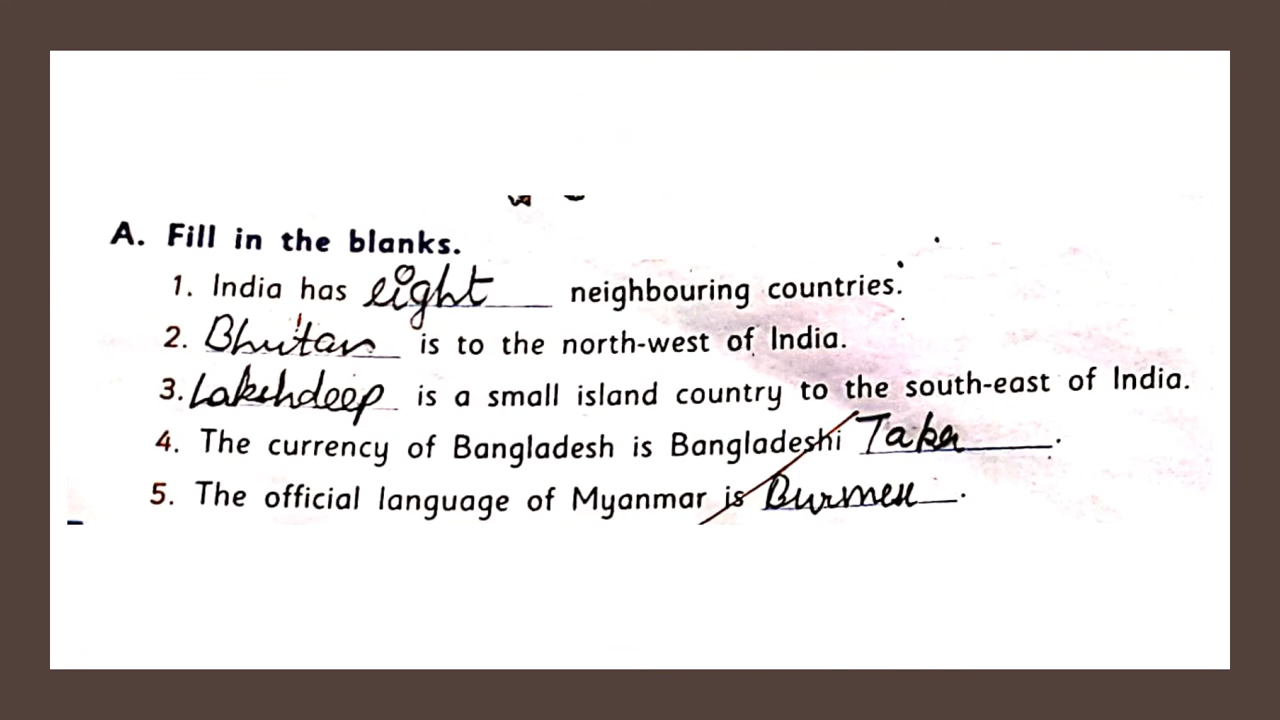 A. Fill in the blanks.
1. India has eight neighbouring countries.
2. Bhutan is to the north-west of India.
3. Lakshdeep is a small island country to the south-east of India.
4. The currency of Bangladesh is Bangladeshi Taka.
5. The official language of Myanmar is Burmese.